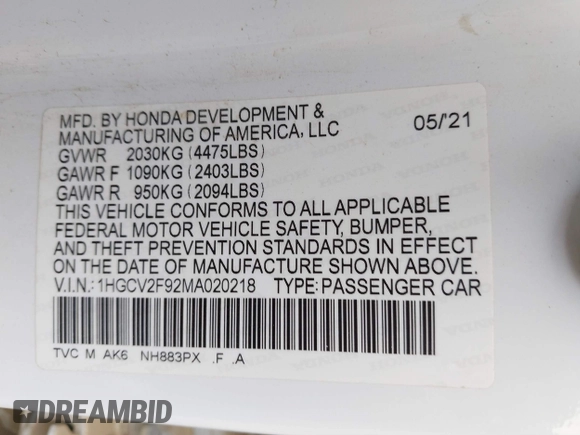 MFD. BY HONDA DEVELOPMENT &
MANUFACTURING OF AMERICA, LLC 05/'21
GVWR 2030KG (4475LBS)
GAWR F 1090KG (2403LBS)
GAWR R 950KG (2094LBS)
THIS VEHICLE CONFORMS TO ALL APPLICABLE
FEDERAL MOTOR VEHICLE SAFETY, BUMPER,
AND THEFT PREVENTION STANDARDS IN EFFECT
ON THE DATE OF MANUFACTURE SHOWN ABOVE.
V.I.N.: 1HGCV2F92MA020218 TYPE: PASSENGER CAR
TVC M AK6 NH883PX .F .A
DREAMBID